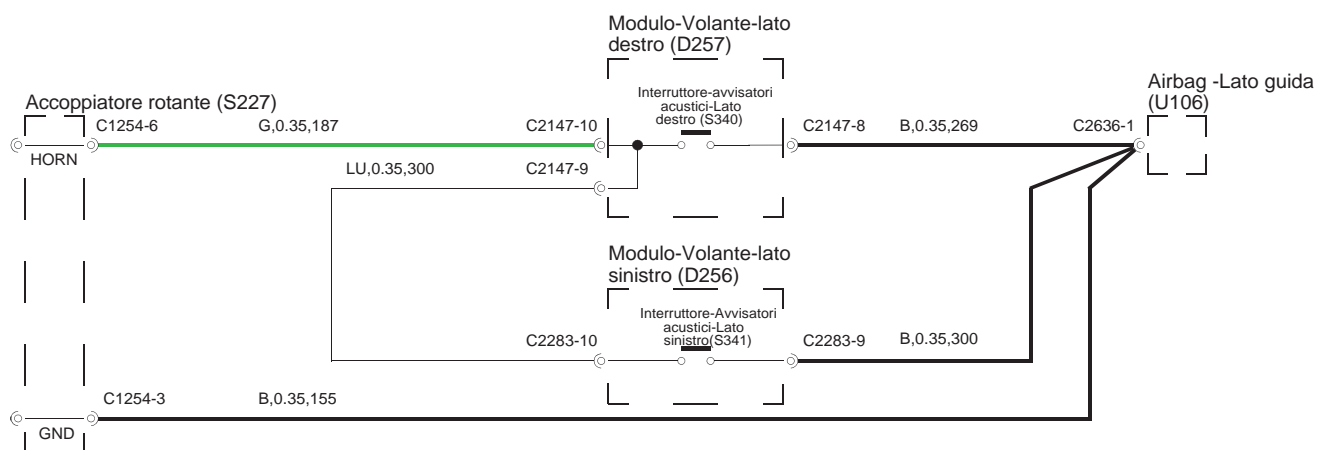 Modulo-Volante-lato
destro (D257)
Airbag -Lato guida
(U106)
Accoppiatore rotante (S227)
Interruttore-avvisatori
acustici-Lato
destro (S340)
C1254-6
G,0.35,187
C2147-10
C2147-8
B,0.35,269
C2636-1
HORN
LU,0.35,300
C2147-9
Modulo-Volante-lato
sinistro (D256)
Interruttore-Avvisatori
acustici-Lato
sinistro(S341)
C2283-10
C2283-9
B,0.35,300
C1254-3
B,0.35,155
GND